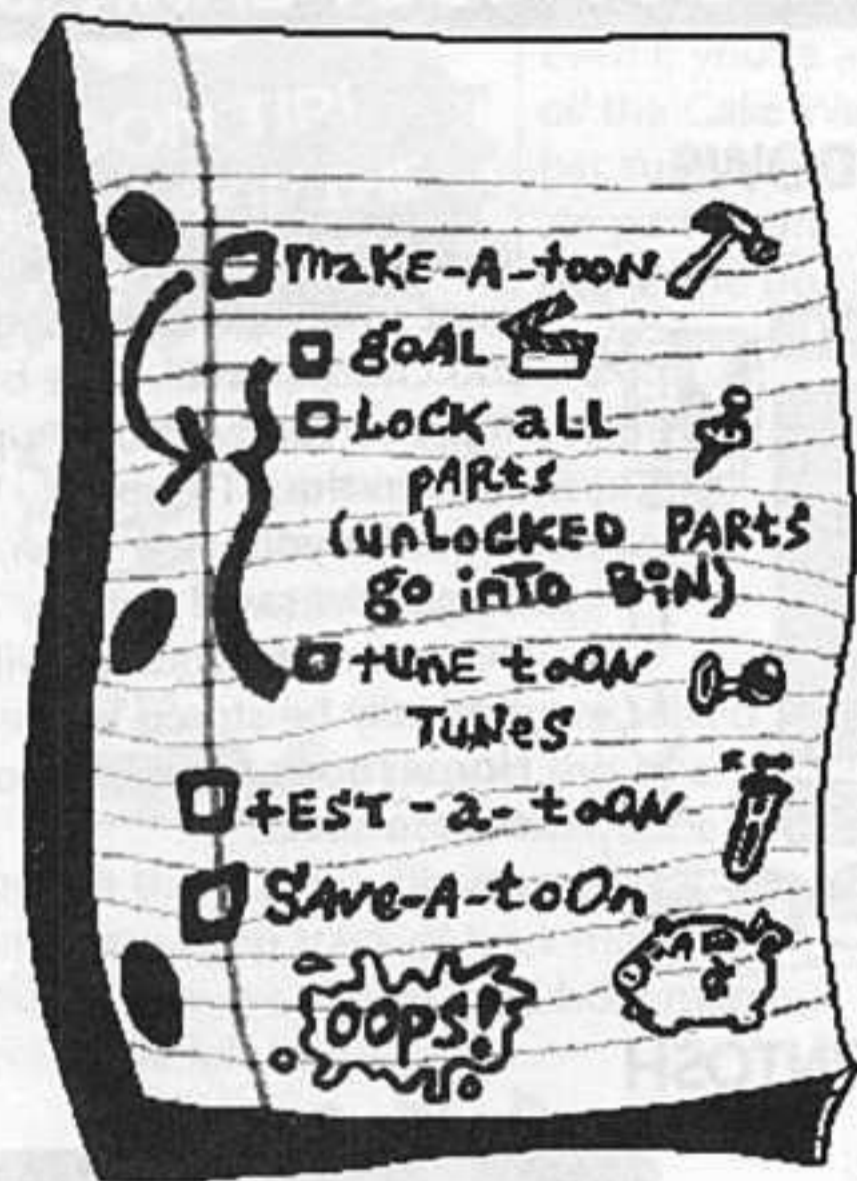 maKE-A-tooN
goAL
LoCK aLL
pARts
(unLoCKED PARtS
go inTo BiN)
tUnE toON
TuNeS
tEST-a-tooN
SAve-A-toOn
OOPS!